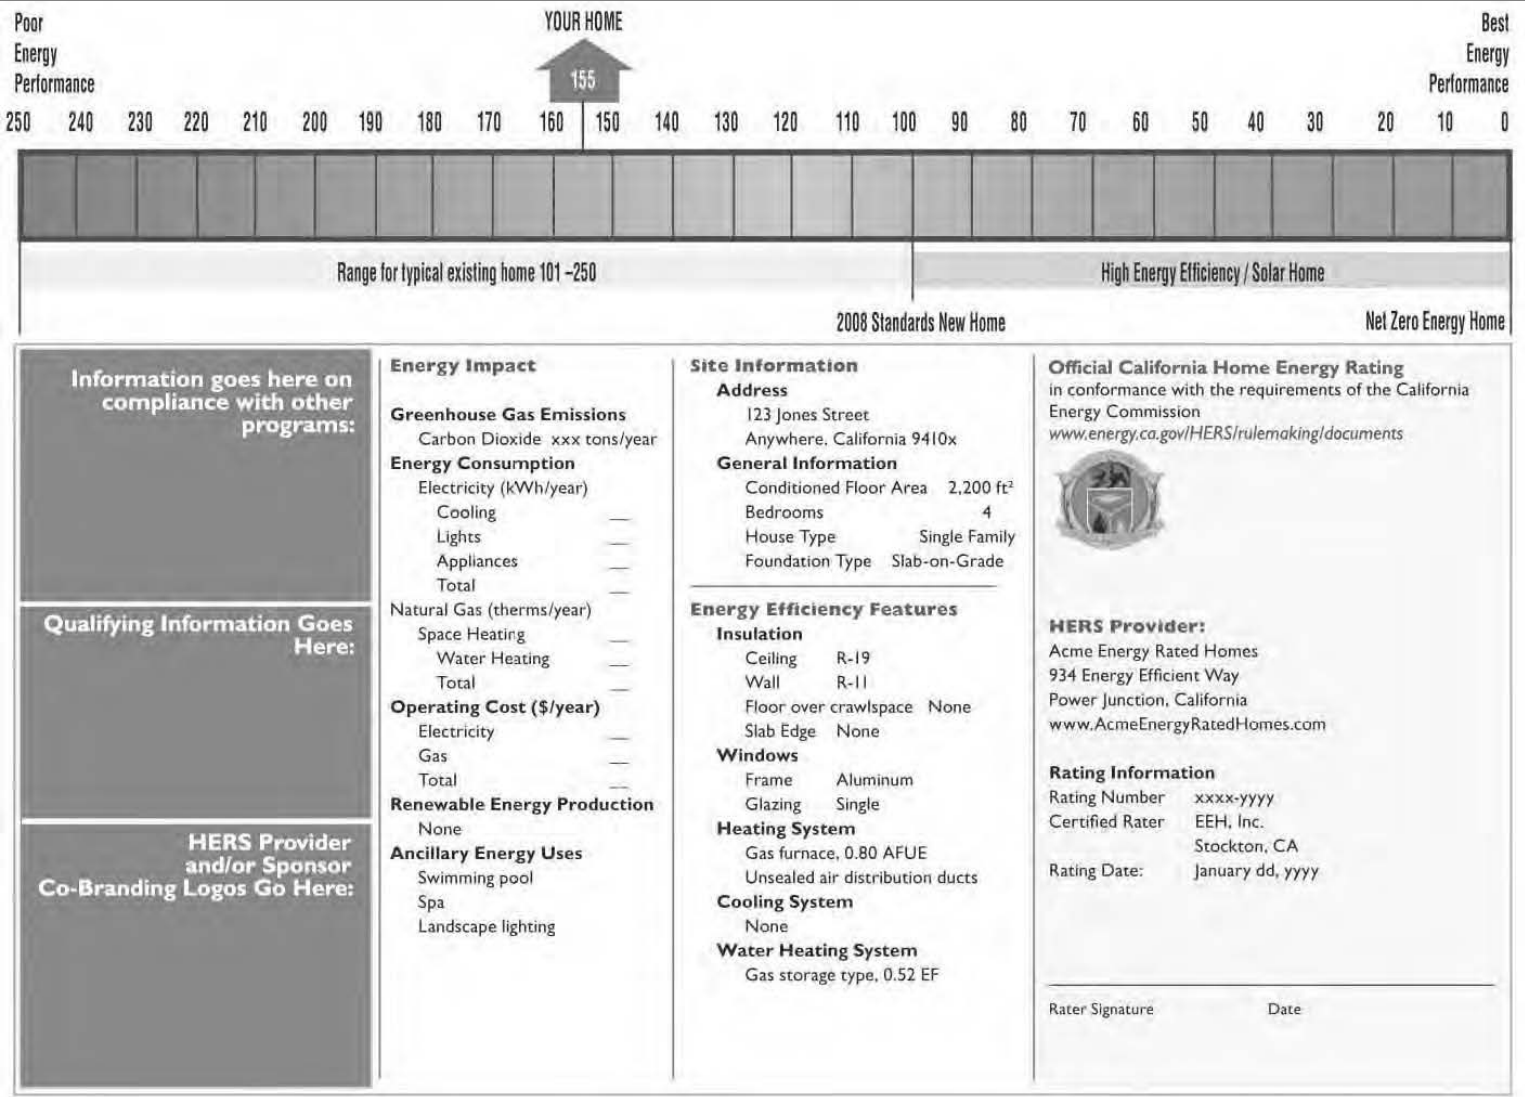 Poor
Energy
Performance
YOUR HOME
155
Best
Energy
Performance
250 240 230 220 210 200 190 180 170 160 150 140 130 120 110 100 90 80 70 60 50 40 30 20 10 0
Range for typical existing home 101 –250
High Energy Efficiency / Solar Home
2008 Standards New Home
Net Zero Energy Home
Information goes here on
compliance with other
programs:
Qualifying Information Goes
Here:
HERS Provider
and/or Sponsor
Co-Branding Logos Go Here:
Energy Impact
Greenhouse Gas Emissions
Carbon Dioxide xxx tons/year
Energy Consumption
Electricity (kWh/year)
Cooling __
Lights __
Appliances __
Total __
Natural Gas (therms/year)
Space Heating __
Water Heating __
Total __
Operating Cost ($/year)
Electricity __
Gas __
Total __
Renewable Energy Production
None
Ancillary Energy Uses
Swimming pool
Spa
Landscape lighting
Site Information
Address
123 Jones Street
Anywhere, California 9410x
General Information
Conditioned Floor Area 2,200 ft²
Bedrooms 4
House Type Single Family
Foundation Type Slab-on-Grade
Energy Efficiency Features
Insulation
Ceiling R-19
Wall R-11
Floor over crawlspace None
Slab Edge None
Windows
Frame Aluminum
Glazing Single
Heating System
Gas furnace, 0.80 AFUE
Unsealed air distribution ducts
Cooling System
None
Water Heating System
Gas storage type, 0.52 EF
Official California Home Energy Rating
in conformance with the requirements of the California
Energy Commission
www.energy.ca.gov/HERS/rulemaking/documents
HERS Provider:
Acme Energy Rated Homes
934 Energy Efficient Way
Power Junction, California
www.AcmeEnergyRatedHomes.com
Rating Information
Rating Number xxxx-yyyy
Certified Rater EEH, Inc.
Stockton, CA
Rating Date: January dd, yyyy
Rater Signature Date